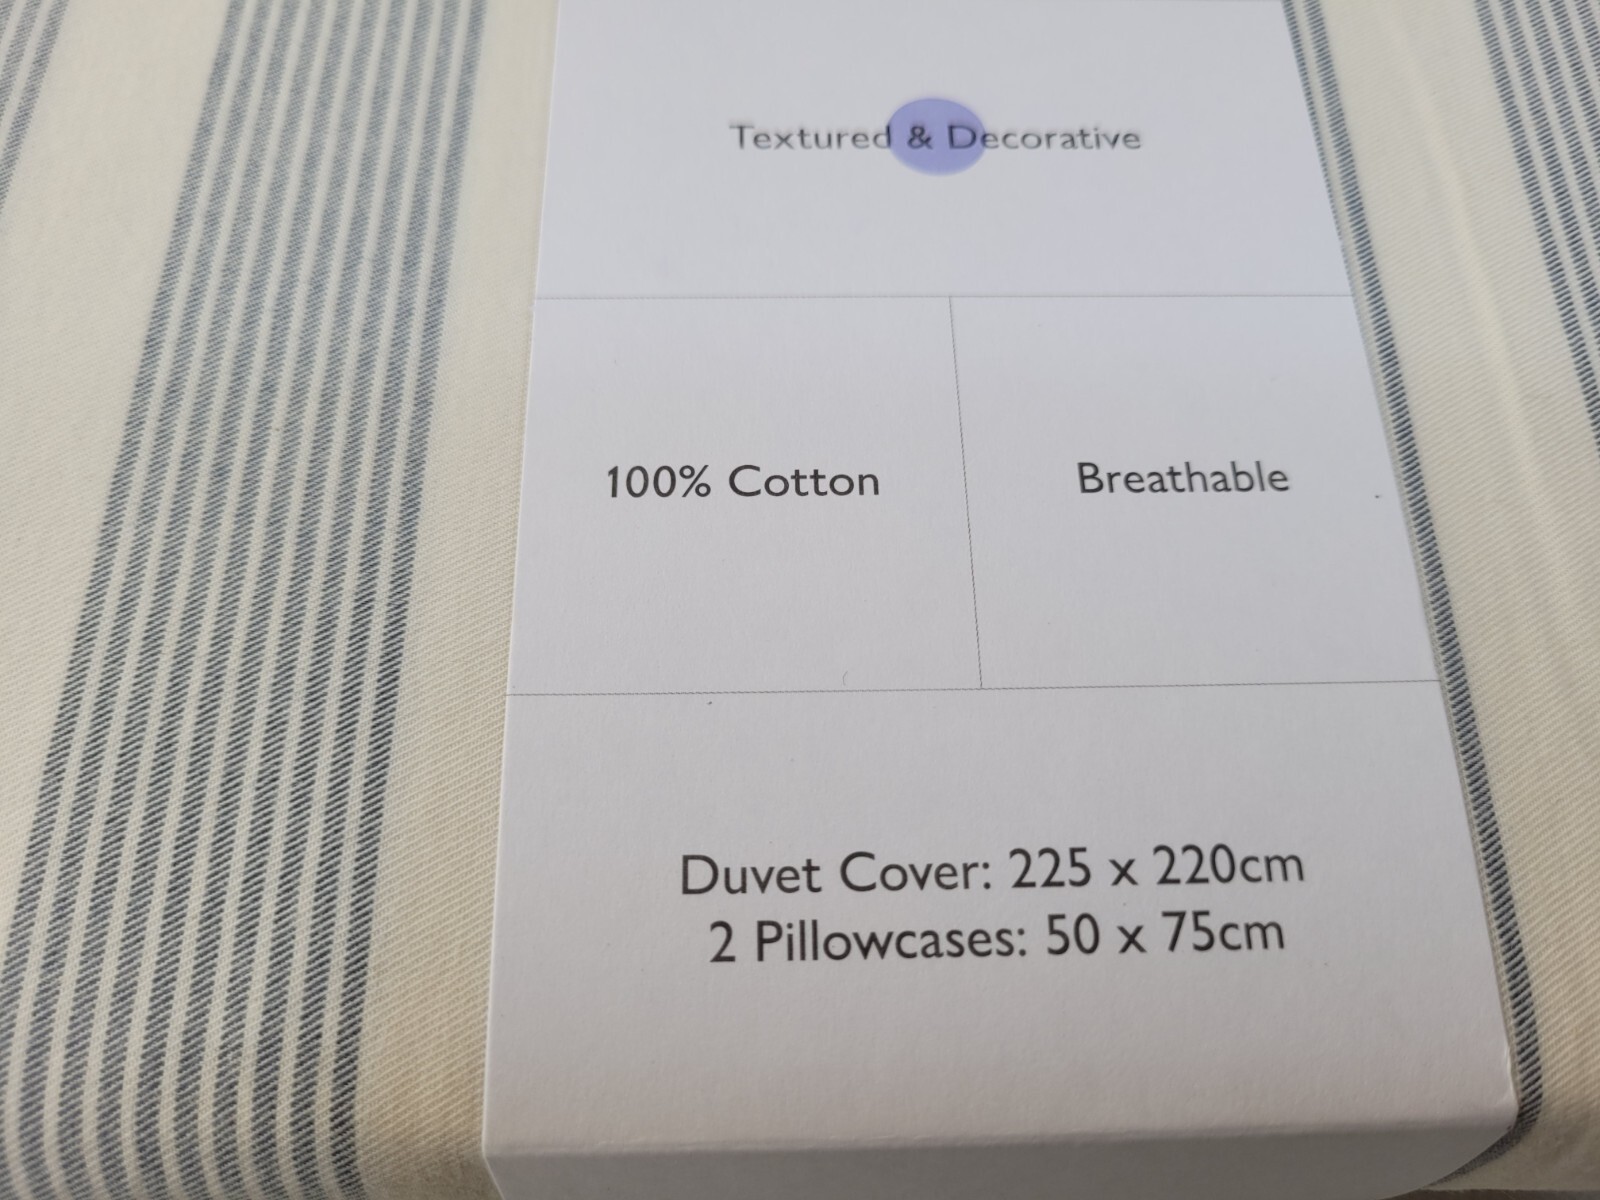 Textured & Decorative
100% Cotton
Breathable
Duvet Cover: 225 x 220cm
2 Pillowcases: 50 x 75cm